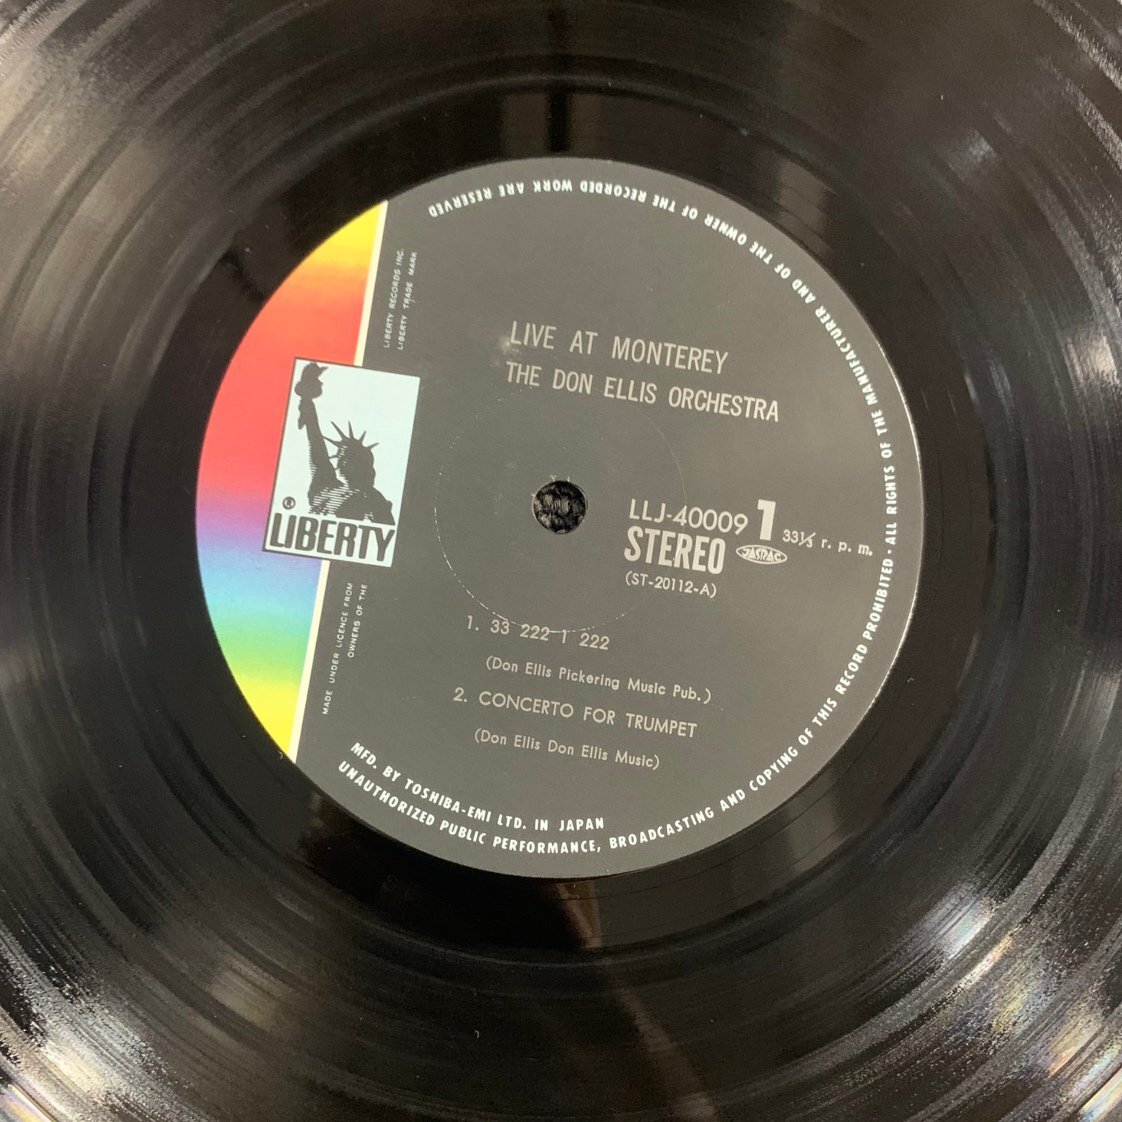 LIVE AT MONTEREY
THE DON ELLIS ORCHESTRA
LIBERTY RECORDS INC.
LIBERTY TRADE MARK
® LIBERTY
MADE UNDER LICENCE FROM
OWNERS OF THE
LLJ-40009 1 33⅓ r. p. m.
STEREO JASRAC
(ST-20112-A)
1. 33 222 1 222
(Don Ellis Pickering Music Pub.)
2. CONCERTO FOR TRUMPET
(Don Ellis Don Ellis Music)
MFD. BY TOSHIBA-EMI LTD. IN JAPAN
UNAUTHORIZED PUBLIC PERFORMANCE, BROADCASTING AND COPYING OF THIS RECORD PROHIBITED · ALL RIGHTS OF THE MANUFACTURER AND OF THE OWNER OF THE RECORDED WORK ARE RESERVED